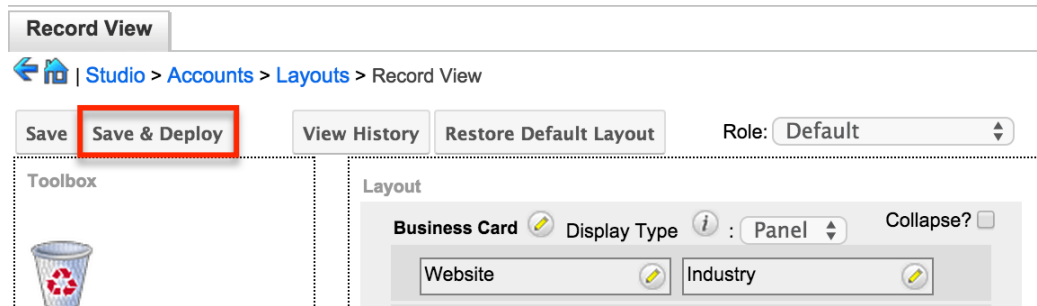 Record View
| Studio > Accounts > Layouts > Record View
Save Save & Deploy View History Restore Default Layout Role: Default
Toolbox
Layout
Business Card Display Type i : Panel Collapse?
Website Industry